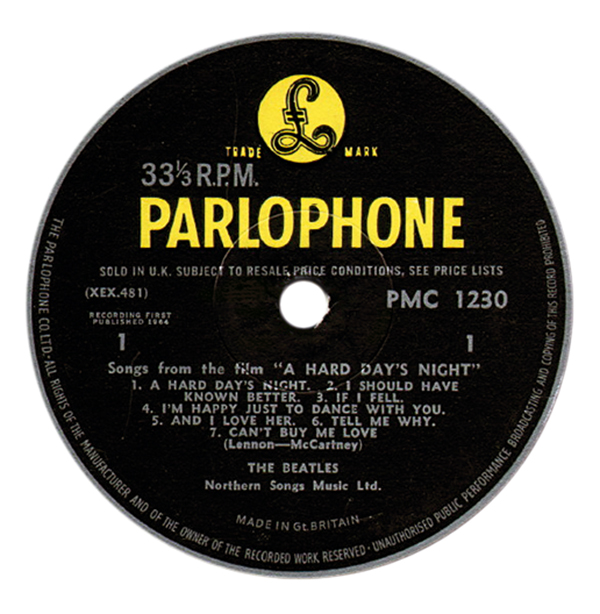 £
TRADE MARK
33⅓ R.P.M.
PARLOPHONE
SOLD IN U.K. SUBJECT TO RESALE PRICE CONDITIONS, SEE PRICE LISTS
(XEX.481)
PMC 1230
RECORDING FIRST
PUBLISHED 1964
1
1
Songs from the film "A HARD DAY'S NIGHT"
1. A HARD DAY'S NIGHT. 2. I SHOULD HAVE
KNOWN BETTER. 3. IF I FELL.
4. I'M HAPPY JUST TO DANCE WITH YOU.
5. AND I LOVE HER. 6. TELL ME WHY.
7. CAN'T BUY ME LOVE
(Lennon—McCartney)
THE BEATLES
Northern Songs Music Ltd.
MADE IN Gt. BRITAIN
THE PARLOPHONE CO. LTD · ALL RIGHTS OF THE MANUFACTURER AND OF THE OWNER OF THE RECORDED WORK RESERVED · UNAUTHORISED PUBLIC PERFORMANCE BROADCASTING AND COPYING OF THIS RECORD PROHIBITED